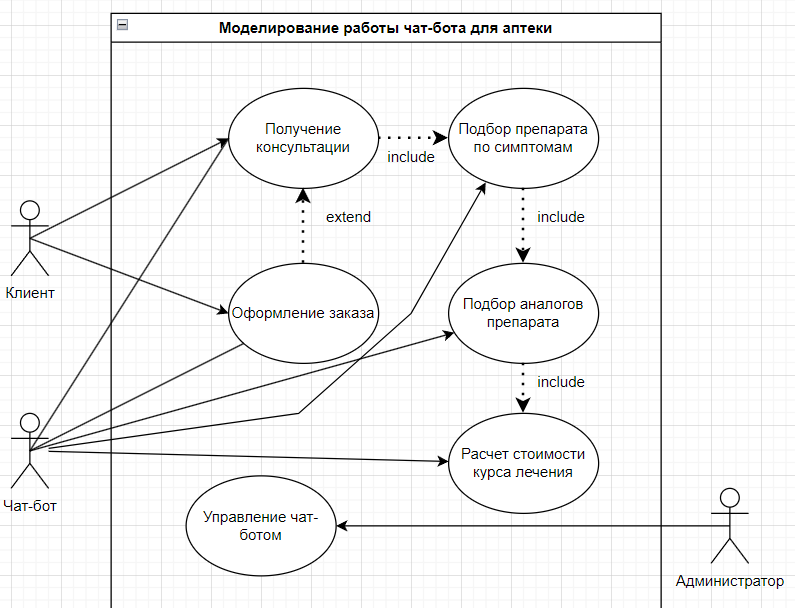 Моделирование работы чат-бота для аптеки
Получение
консультации
include
Подбор препарата
по симптомам
extend
include
Клиент
Оформление заказа
Подбор аналогов
препарата
include
Чат-бот
Расчет стоимости
курса лечения
Управление чат-
ботом
Администратор